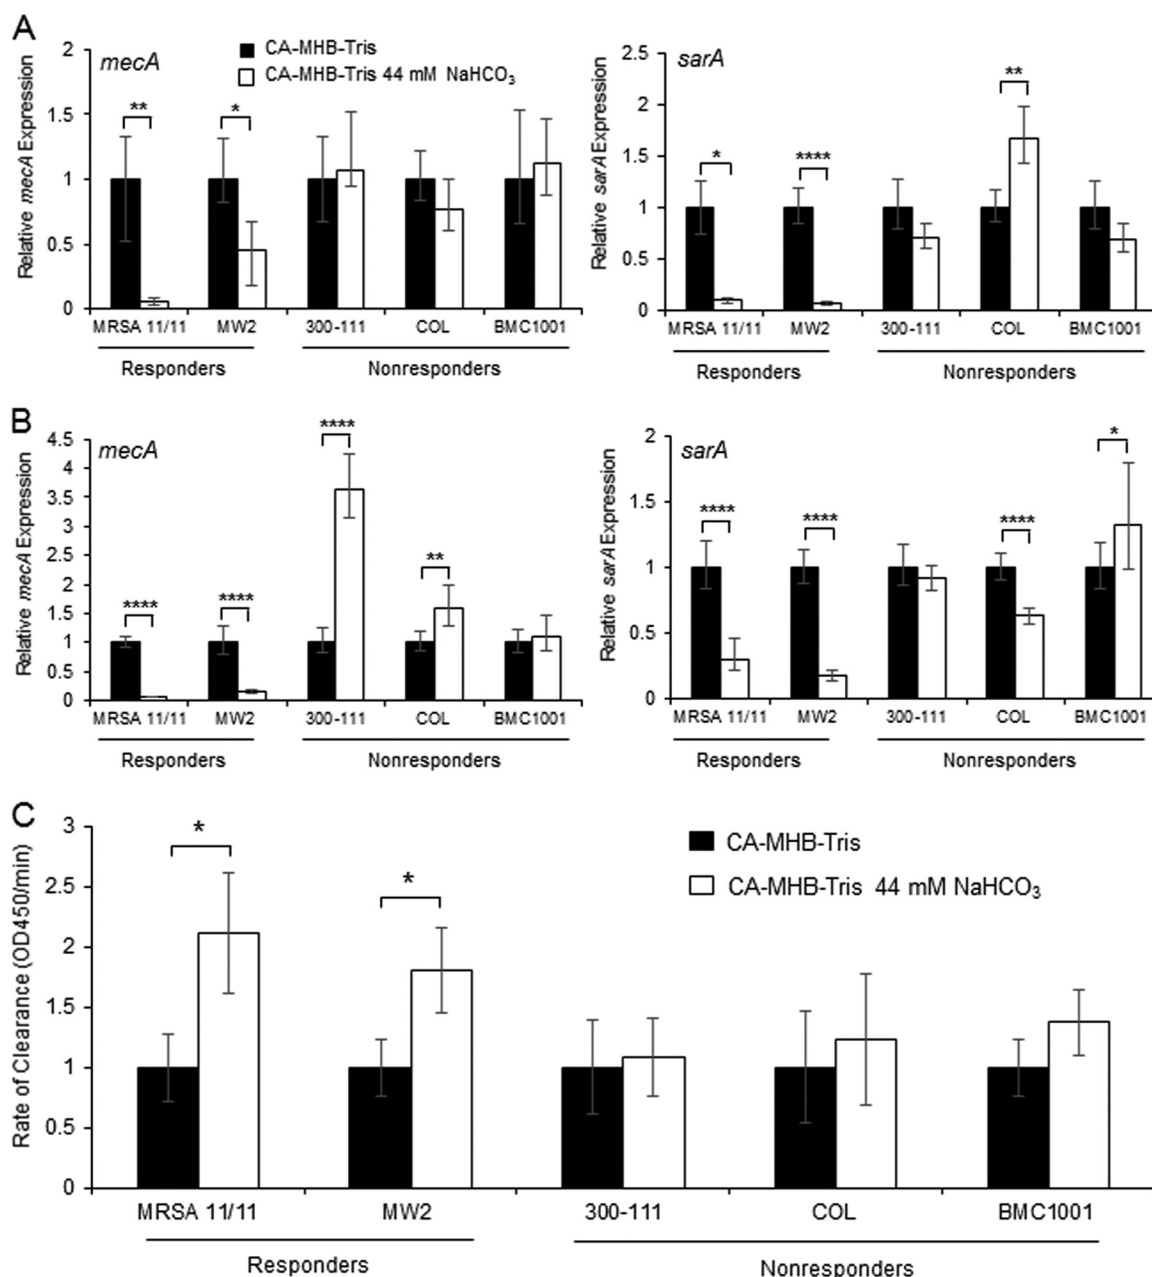 A
mecA
CA-MHB-Tris
CA-MHB-Tris 44 mM NaHCO₃
Relative mecA Expression
2
1.5
1
0.5
0
** *
MRSA 11/11 MW2 300-111 COL BMC1001
Responders Nonresponders
sarA
Relative sarA Expression
2.5
2
1.5
1
0.5
0
* **** **
MRSA 11/11 MW2 300-111 COL BMC1001
Responders Nonresponders
B
mecA
Relative mecA Expression
4.5
4
3.5
3
2.5
2
1.5
1
0.5
0
**** **** **** **
MRSA 11/11 MW2 300-111 COL BMC1001
Responders Nonresponders
sarA
Relative sarA Expression
2
1.5
1
0.5
0
**** **** **** *
MRSA 11/11 MW2 300-111 COL BMC1001
Responders Nonresponders
C
CA-MHB-Tris
CA-MHB-Tris 44 mM NaHCO₃
Rate of Clearance (OD450/min)
3
2.5
2
1.5
1
0.5
0
* *
MRSA 11/11 MW2 300-111 COL BMC1001
Responders Nonresponders